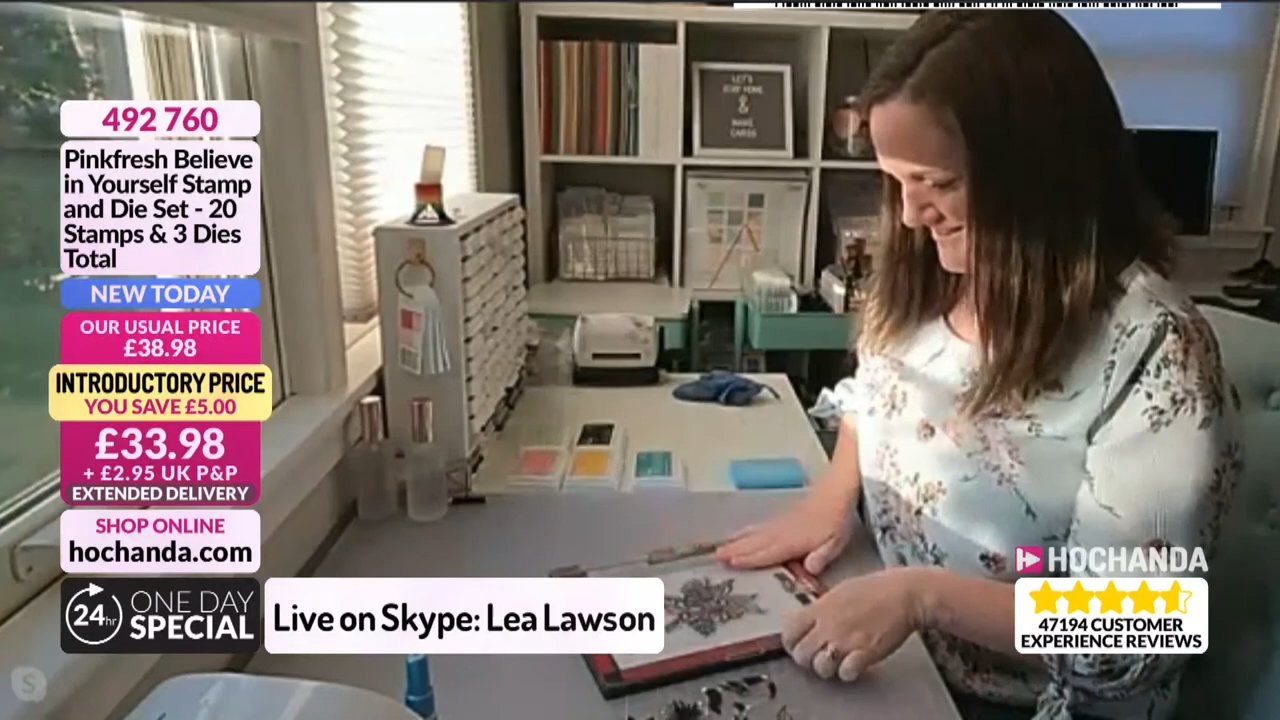 492 760
Pinkfresh Believe
in Yourself Stamp
and Die Set - 20
Stamps & 3 Dies
Total
NEW TODAY
OUR USUAL PRICE
£38.98
INTRODUCTORY PRICE
YOU SAVE £5.00
£33.98
+ £2.95 UK P&P
EXTENDED DELIVERY
SHOP ONLINE
hochanda.com
24hr
ONE DAY
SPECIAL
Live on Skype: Lea Lawson
LET'S
STAY HOME
&
MAKE
CARDS
HOCHANDA
47194 CUSTOMER
EXPERIENCE REVIEWS
S